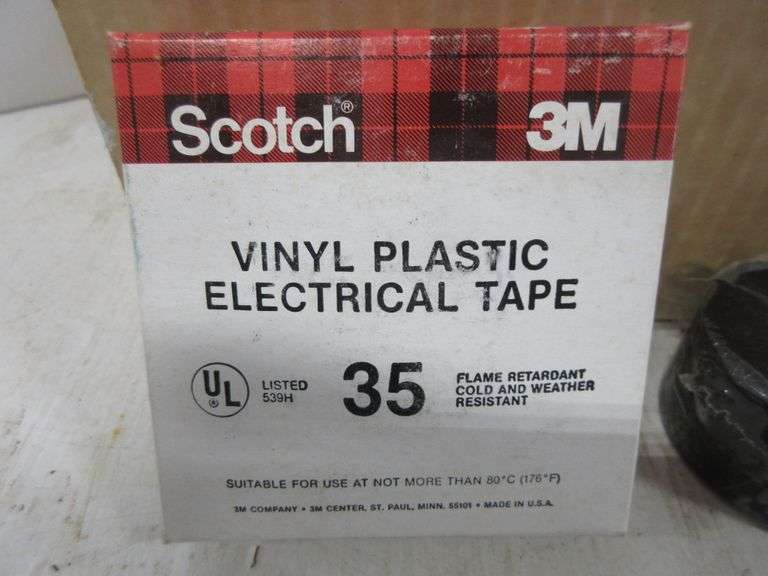 Scotch® 3M
VINYL PLASTIC
ELECTRICAL TAPE
UL® LISTED 539H 35 FLAME RETARDANT
COLD AND WEATHER
RESISTANT
SUITABLE FOR USE AT NOT MORE THAN 80°C (176°F)
3M COMPANY • 3M CENTER, ST. PAUL, MINN. 55101 • MADE IN U.S.A.